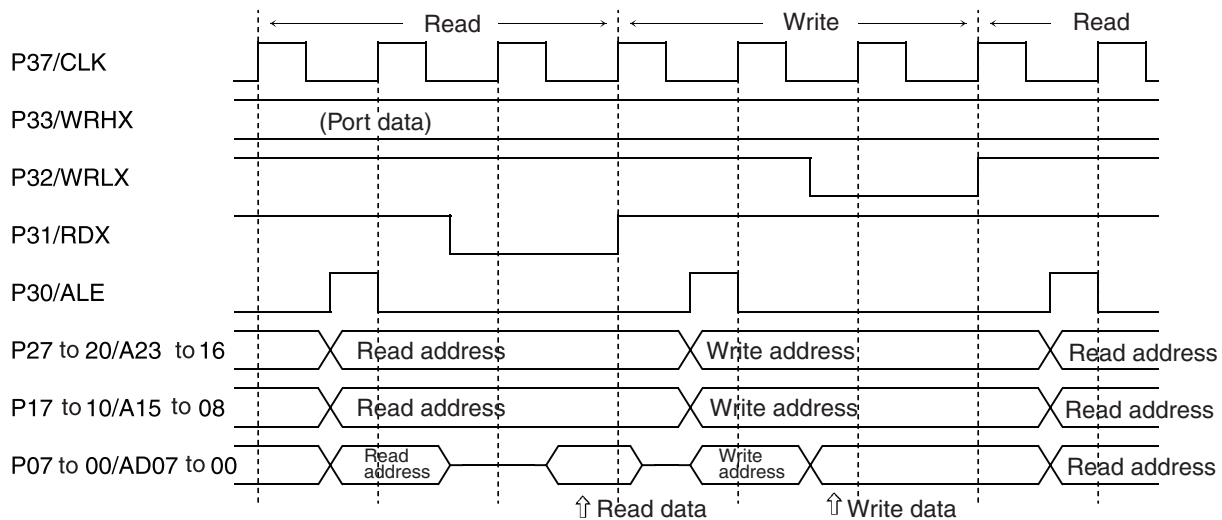 Read Write Read
P37/CLK
P33/WRHX (Port data)
P32/WRLX
P31/RDX
P30/ALE
P27 to 20/A23 to 16 Read address Write address Read address
P17 to 10/A15 to 08 Read address Write address Read address
P07 to 00/AD07 to 00 Read address Write address Read address
⇧ Read data ⇧ Write data